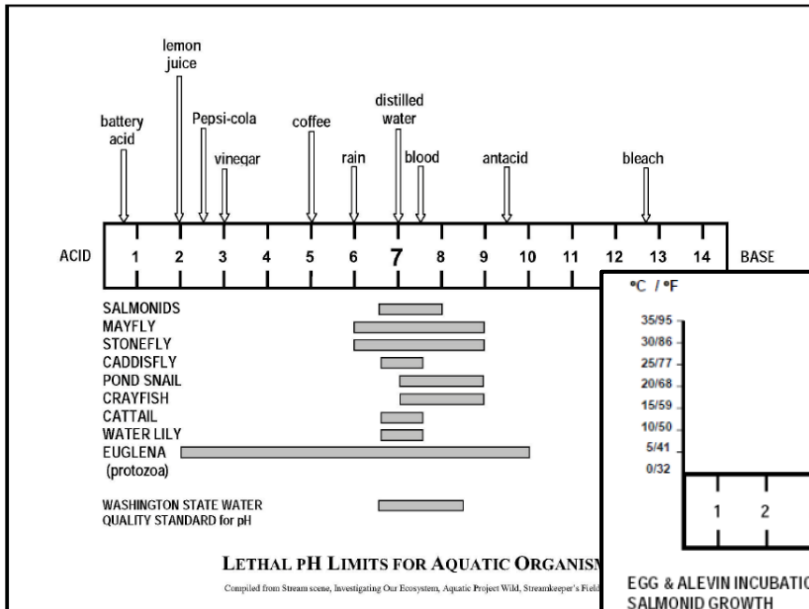 lemon
juice
battery
acid
Pepsi-cola
vineqar
coffee
rain
distilled
water
blood
antacid
bleach
ACID 1 2 3 4 5 6 7 8 9 10 11 12 13 14 BASE
SALMONIDS
MAYFLY
STONEFLY
CADDISFLY
POND SNAIL
CRAYFISH
CATTAIL
WATER LILY
EUGLENA
(protozoa)
WASHINGTON STATE WATER
QUALITY STANDARD for pH
LETHAL PH LIMITS FOR AQUATIC ORGANISM
Compiled from Stream scene, Investigating Our Ecosystem, Aquatic Project Wild, Streamkeeper's Field
°C / °F
35/95
30/86
25/77
20/68
15/59
10/50
5/41
0/32
1 2
EGG & ALEVIN INCUBATIO
SALMONID GROWTH